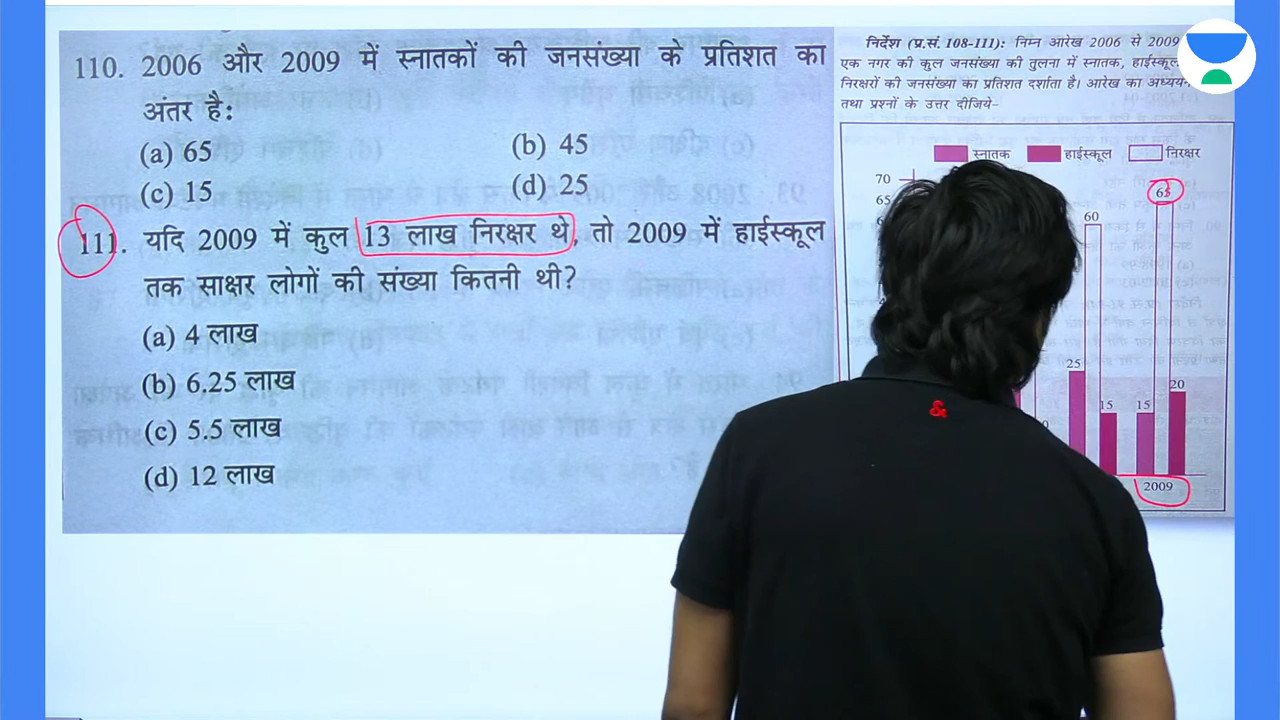 110. 2006 और 2009 में स्नातकों की जनसंख्या के प्रतिशत का
अंतर है:
(a) 65
(b) 45
(c) 15
(d) 25
111. यदि 2009 में कुल 13 लाख निरक्षर थे, तो 2009 में हाईस्कूल
तक साक्षर लोगों की संख्या कितनी थी?
(a) 4 लाख
(b) 6.25 लाख
(c) 5.5 लाख
(d) 12 लाख
निर्देश (प्र.सं. 108-111): निम्न आरेख 2006 से 2009
एक नगर की कुल जनसंख्या की तुलना में स्नातक, हाईस्कूल
निरक्षरों की जनसंख्या का प्रतिशत दर्शाता है। आरेख का अध्ययन
तथा प्रश्नों के उत्तर दीजिये–
स्नातक हाईस्कूल निरक्षर
70
65
65
60
25
20
15
15
2009
&